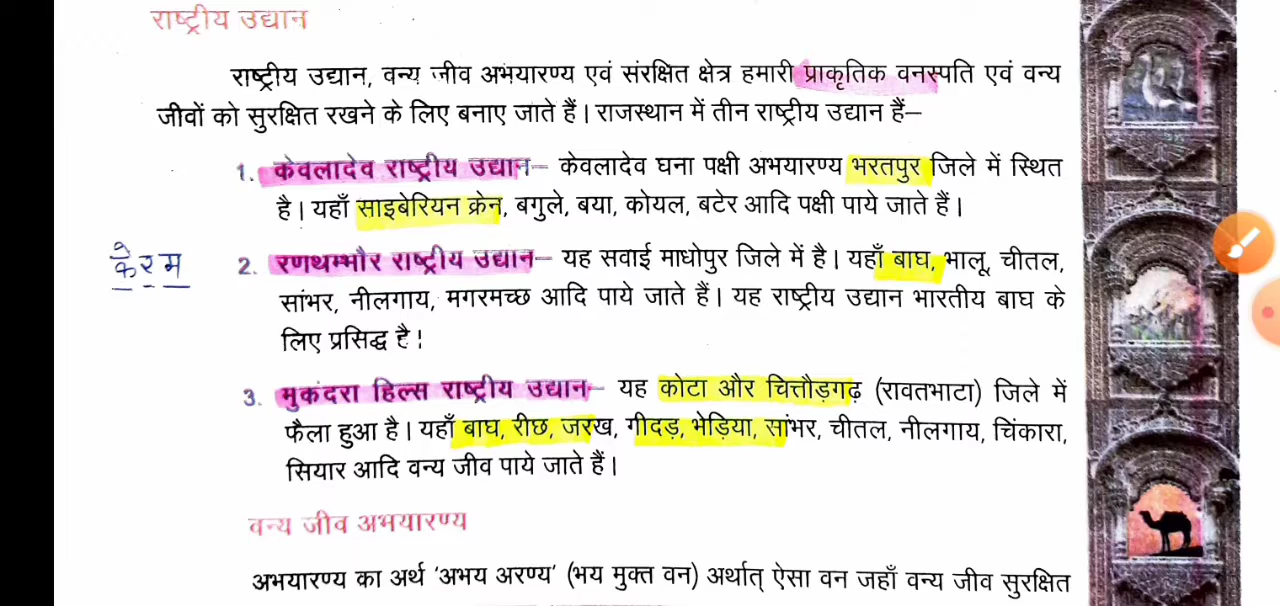 राष्ट्रीय उद्यान
राष्ट्रीय उद्यान, वन्य जीव अभयारण्य एवं संरक्षित क्षेत्र हमारी प्राकृतिक वनस्पति एवं वन्य
जीवों को सुरक्षित रखने के लिए बनाए जाते हैं। राजस्थान में तीन राष्ट्रीय उद्यान हैं–
1. केवलादेव राष्ट्रीय उद्यान– केवलादेव घना पक्षी अभयारण्य भरतपुर जिले में स्थित
है। यहाँ साइबेरियन क्रेन, बगुले, बया, कोयल, बटेर आदि पक्षी पाये जाते हैं।
केरम
2. रणथम्भौर राष्ट्रीय उद्यान– यह सवाई माधोपुर जिले में है। यहाँ बाघ, भालू, चीतल,
सांभर, नीलगाय, मगरमच्छ आदि पाये जाते हैं। यह राष्ट्रीय उद्यान भारतीय बाघ के
लिए प्रसिद्ध है।
3. मुकंदरा हिल्स राष्ट्रीय उद्यान– यह कोटा और चित्तौड़गढ़ (रावतभाटा) जिले में
फैला हुआ है। यहाँ बाघ, रीछ, जरख, गीदड़, भेड़िया, सांभर, चीतल, नीलगाय, चिंकारा,
सियार आदि वन्य जीव पाये जाते हैं।
वन्य जीव अभयारण्य
अभयारण्य का अर्थ 'अभय अरण्य' (भय मुक्त वन) अर्थात् ऐसा वन जहाँ वन्य जीव सुरक्षित